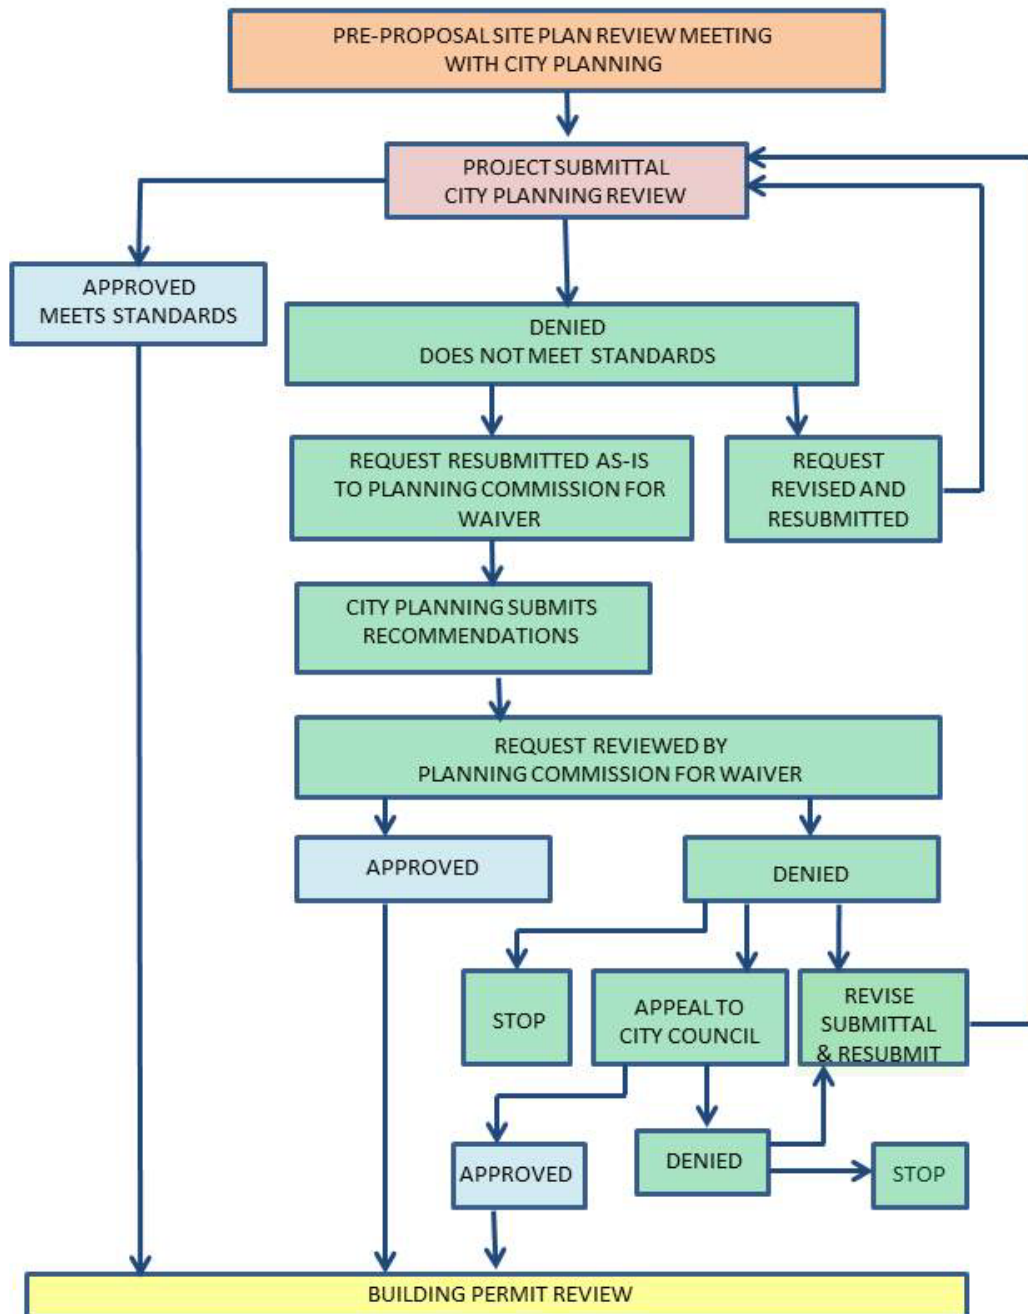 PRE-PROPOSAL SITE PLAN REVIEW MEETING
WITH CITY PLANNING
PROJECT SUBMITTAL
CITY PLANNING REVIEW
APPROVED
MEETS STANDARDS
DENIED
DOES NOT MEET STANDARDS
REQUEST RESUBMITTED AS-IS
TO PLANNING COMMISSION FOR
WAIVER
REQUEST
REVISED AND
RESUBMITTED
CITY PLANNING SUBMITS
RECOMMENDATIONS
REQUEST REVIEWED BY
PLANNING COMMISSION FOR WAIVER
APPROVED
DENIED
STOP
APPEAL TO
CITY COUNCIL
REVISE
SUBMITTAL
& RESUBMIT
APPROVED
DENIED
STOP
BUILDING PERMIT REVIEW